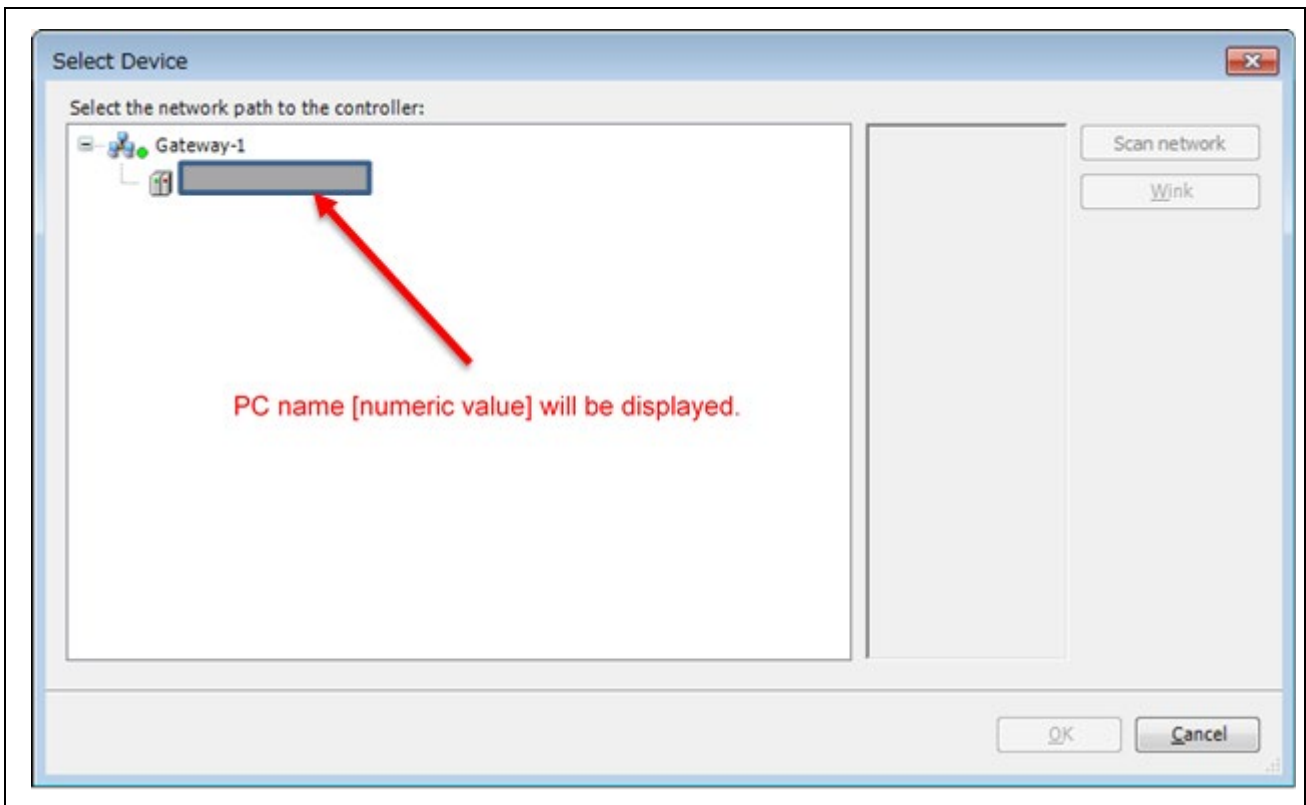 Select Device
Select the network path to the controller:
Gateway-1
Scan network
Wink
PC name [numeric value] will be displayed.
OK
Cancel